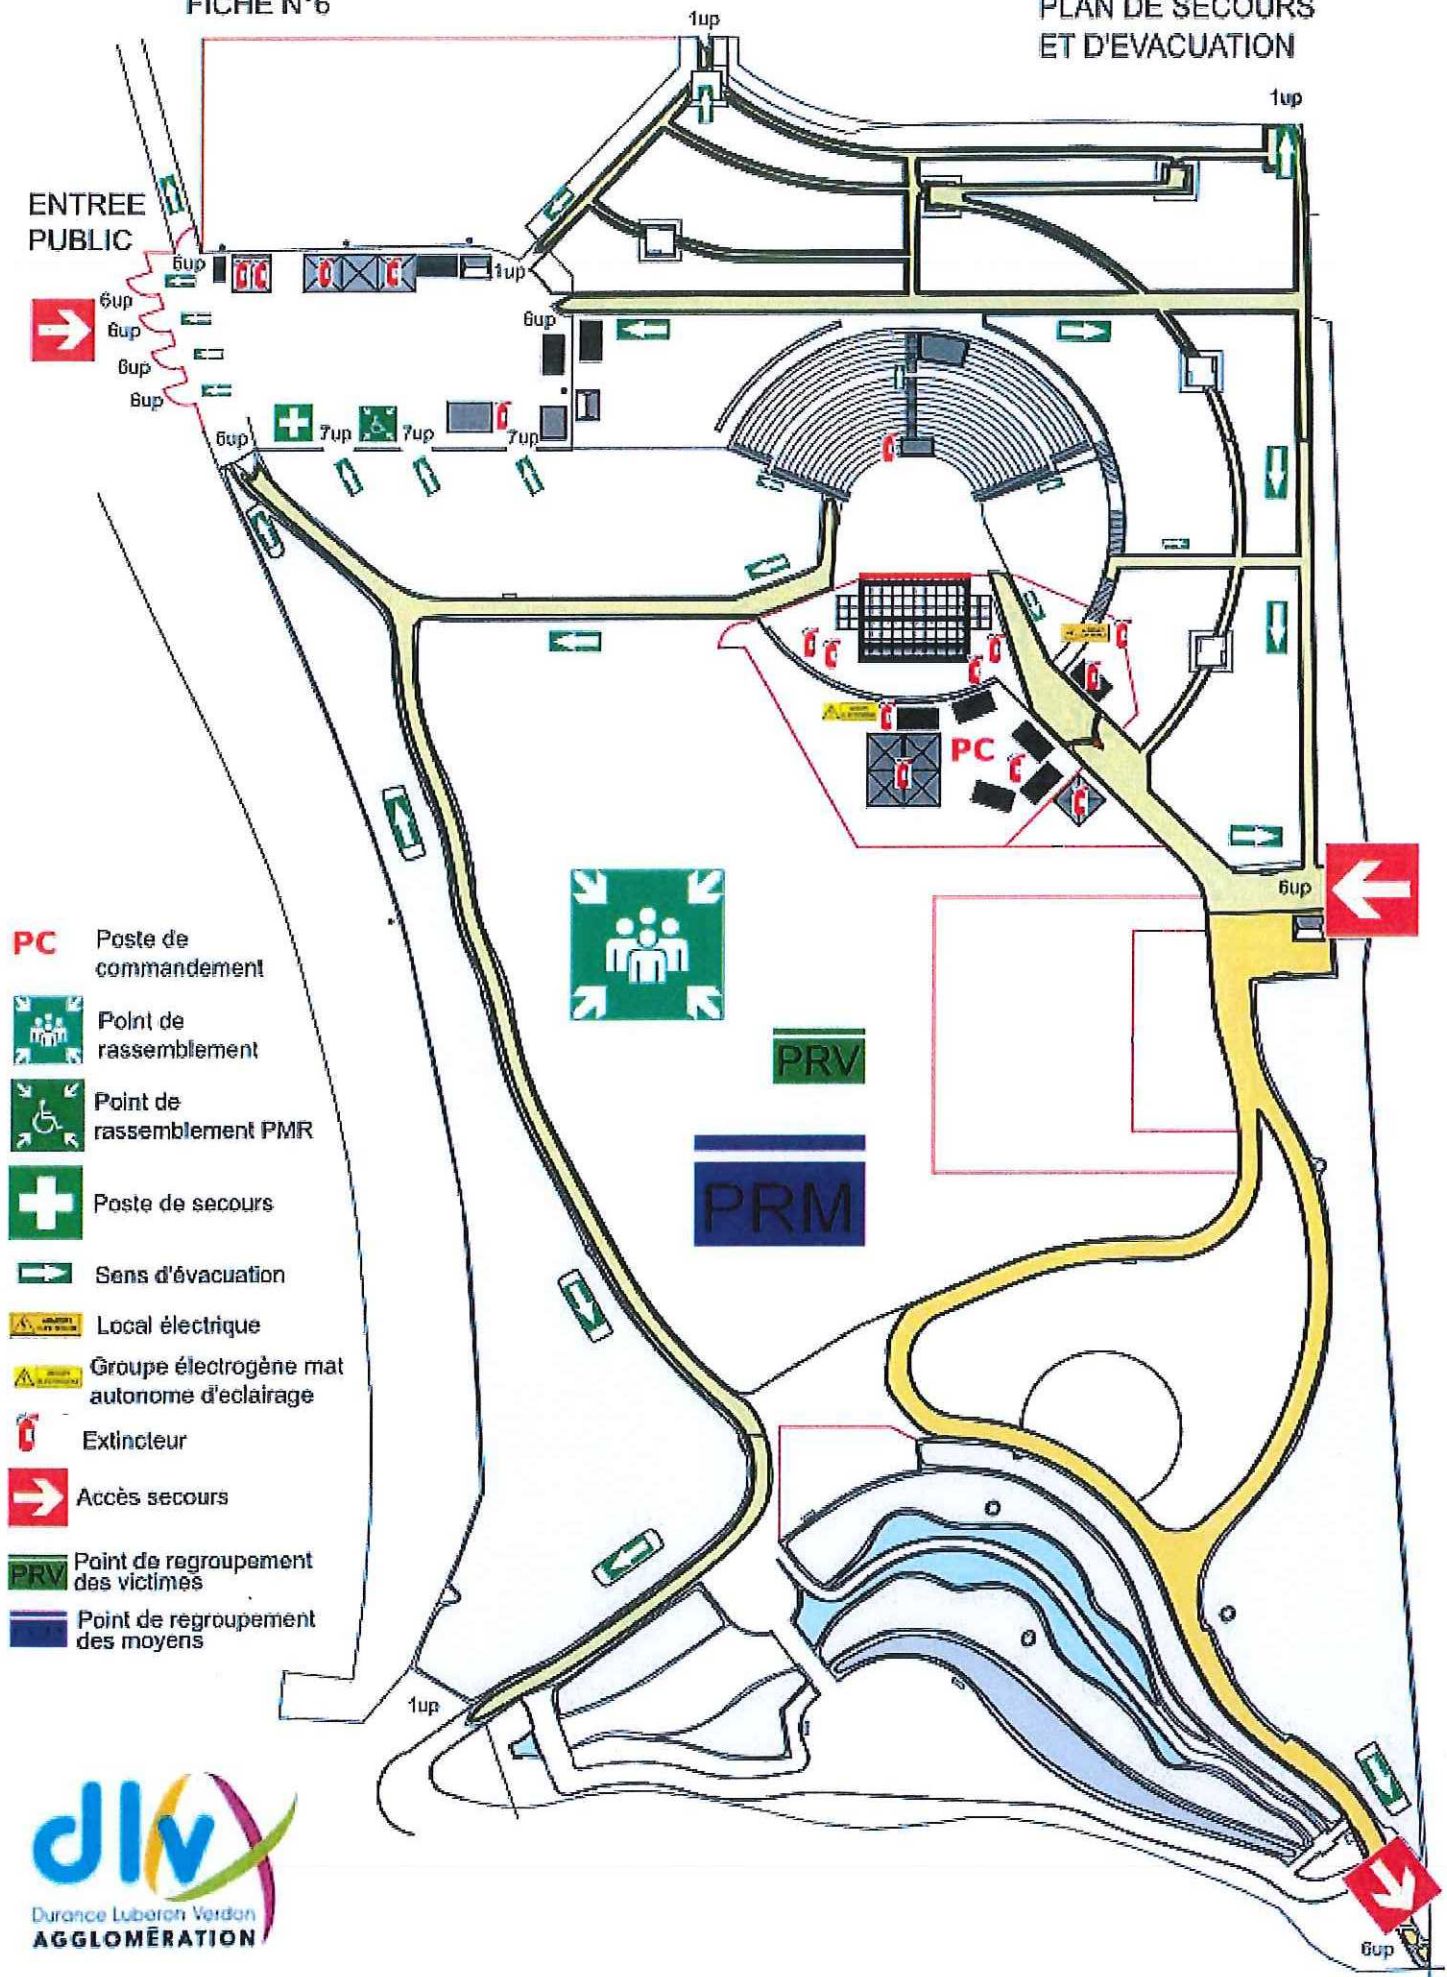 FICHE N°6
PLAN DE SECOURS
ET D'EVACUATION
1up
1up
ENTREE
PUBLIC
6up
1up
6up
6up
6up
6up
6up
6up
7up
7up
7up
PC
6up
PRV
PRM
PC Poste de
commandement
Point de
rassemblement
Point de
rassemblement PMR
Poste de secours
Sens d'évacuation
Local électrique
Groupe électrogène mat
autonome d'eclairage
Extincteur
Accès secours
PRV Point de regroupement
des victimes
Point de regroupement
des moyens
1up
6up
dlv
Durance Luberon Verdon
AGGLOMÉRATION